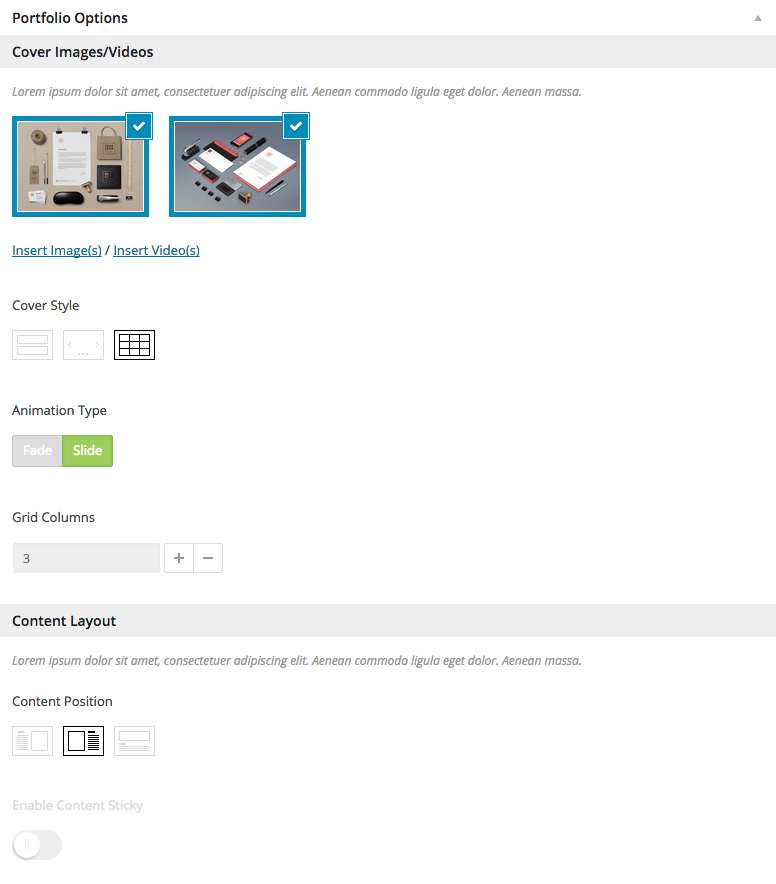 Portfolio Options
Cover Images/Videos
Lorem ipsum dolor sit amet, consectetuer adipiscing elit. Aenean commodo ligula eget dolor. Aenean massa.
Insert Image(s) / Insert Video(s)
Cover Style
Animation Type
Fade Slide
Grid Columns
3
Content Layout
Lorem ipsum dolor sit amet, consectetuer adipiscing elit. Aenean commodo ligula eget dolor. Aenean massa.
Content Position
Enable Content Sticky